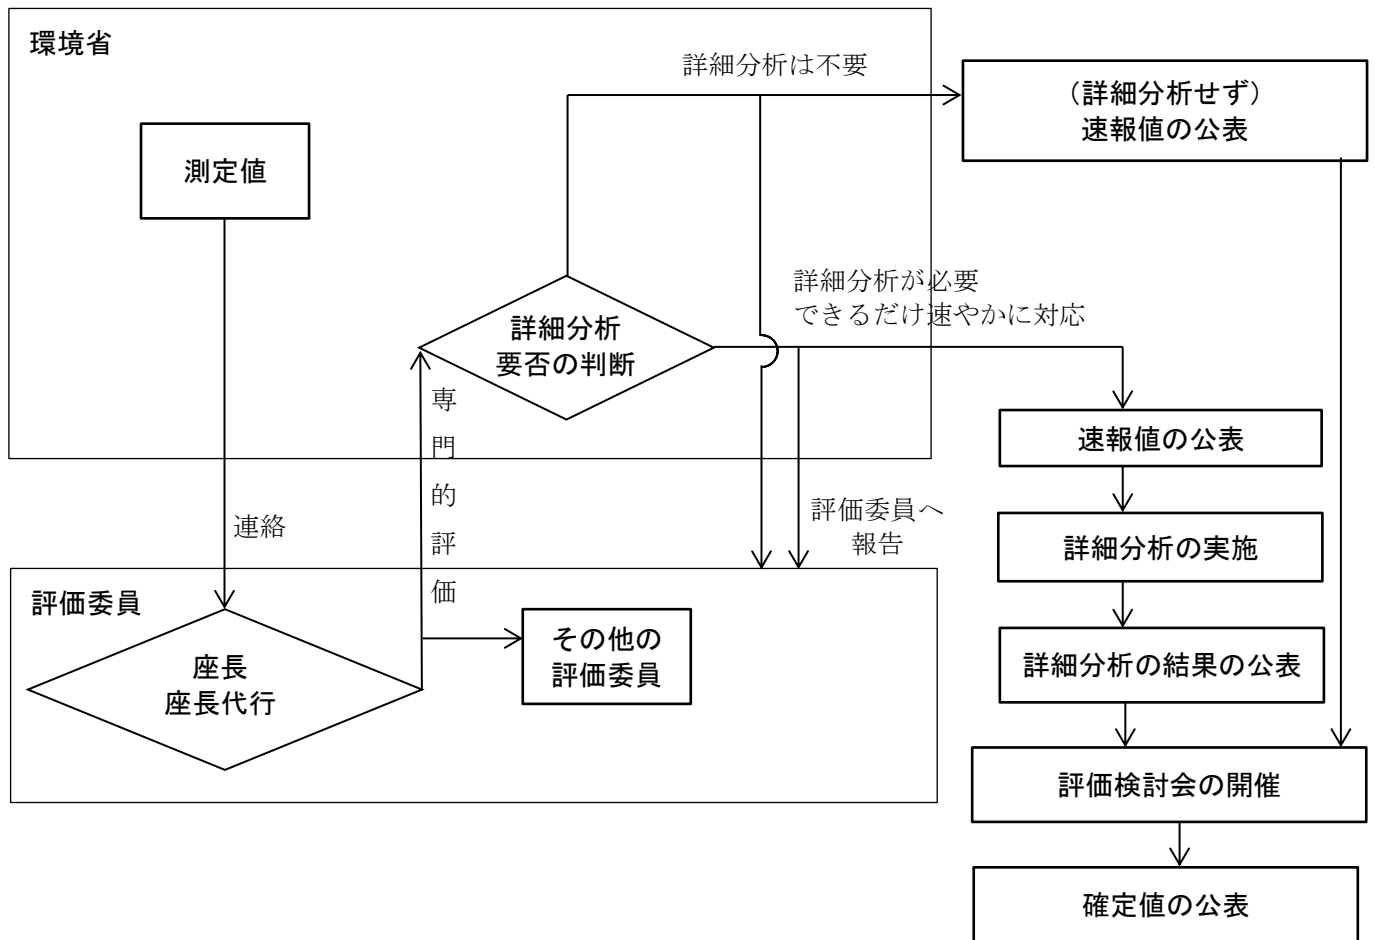 環境省
詳細分析は不要
（詳細分析せず）
速報値の公表
測定値
詳細分析が必要
できるだけ速やかに対応
詳細分析
要否の判断
専門的評価
速報値の公表
連絡
評価委員へ
報告
詳細分析の実施
評価委員
座長
座長代行
その他の
評価委員
詳細分析の結果の公表
評価検討会の開催
確定値の公表